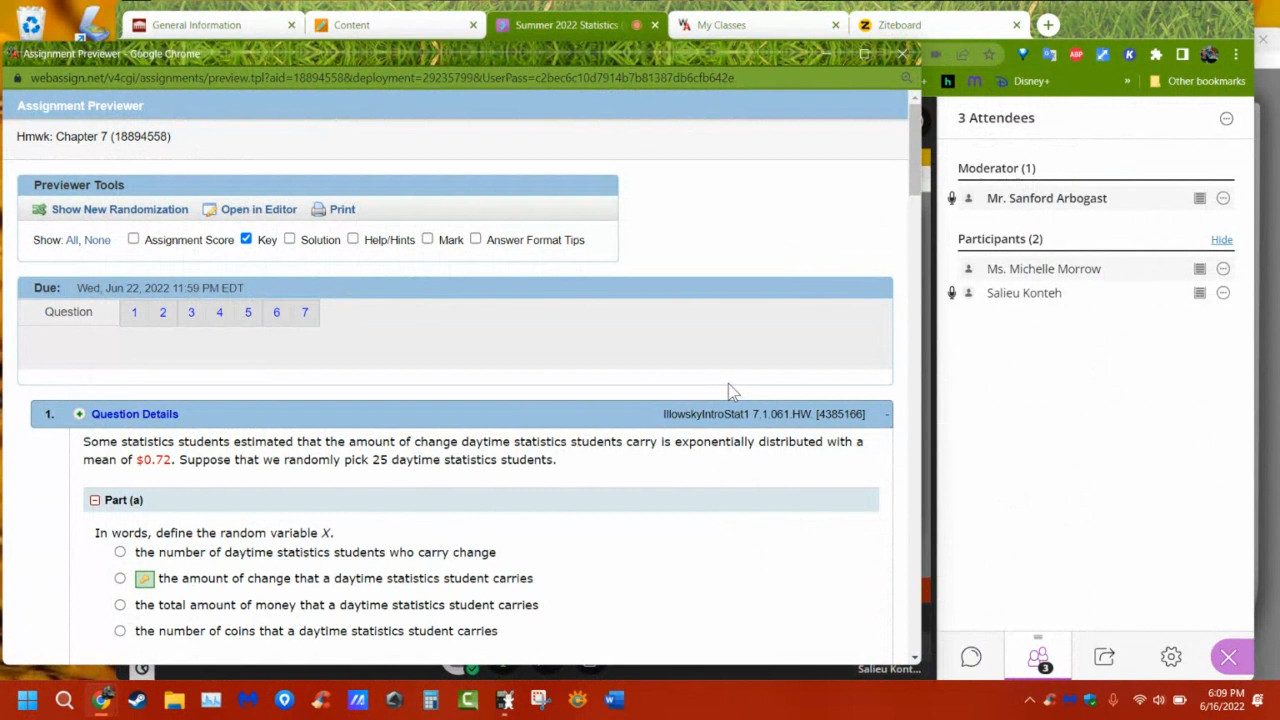 General Information
Content
Summer 2022 Statistics
My Classes
Ziteboard
Assignment Previewer - Google Chrome
webassign.net/v4cgi/assignments/preview.tpl?aid=18894558&deployment=29235799&UserPass=c2bec6c10d7914b7b81387db6cfb642e
Disney+
»
Other bookmarks
Assignment Previewer
Hmwk: Chapter 7 (18894558)
Previewer Tools
Show New Randomization
Open in Editor
Print
Show: All, None
Assignment Score
Key
Solution
Help/Hints
Mark
Answer Format Tips
Due: Wed, Jun 22, 2022 11:59 PM EDT
Question 1 2 3 4 5 6 7
1. Question Details
IllowskyIntroStat1 7.1.061.HW. [4385166] -
Some statistics students estimated that the amount of change daytime statistics students carry is exponentially distributed with a
mean of $0.72. Suppose that we randomly pick 25 daytime statistics students.
Part (a)
In words, define the random variable X.
the number of daytime statistics students who carry change
the amount of change that a daytime statistics student carries
the total amount of money that a daytime statistics student carries
the number of coins that a daytime statistics student carries
3 Attendees
Moderator (1)
Mr. Sanford Arbogast
Participants (2)
Hide
Ms. Michelle Morrow
Salieu Konteh
3
Salieu Kont...
6:09 PM
6/16/2022